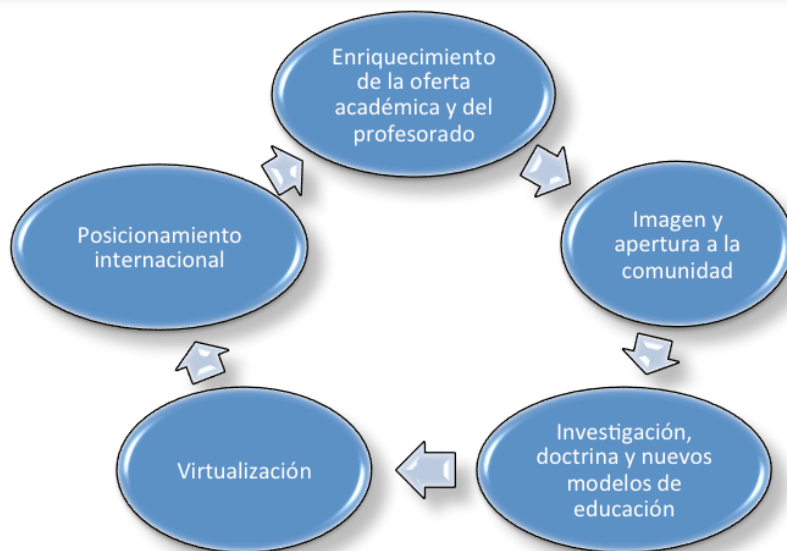 Enriquecimiento
de la oferta
académica y del
profesorado
Imagen y
apertura a la
comunidad
Investigación,
doctrina y nuevos
modelos de
educación
Virtualización
Posicionamiento
internacional